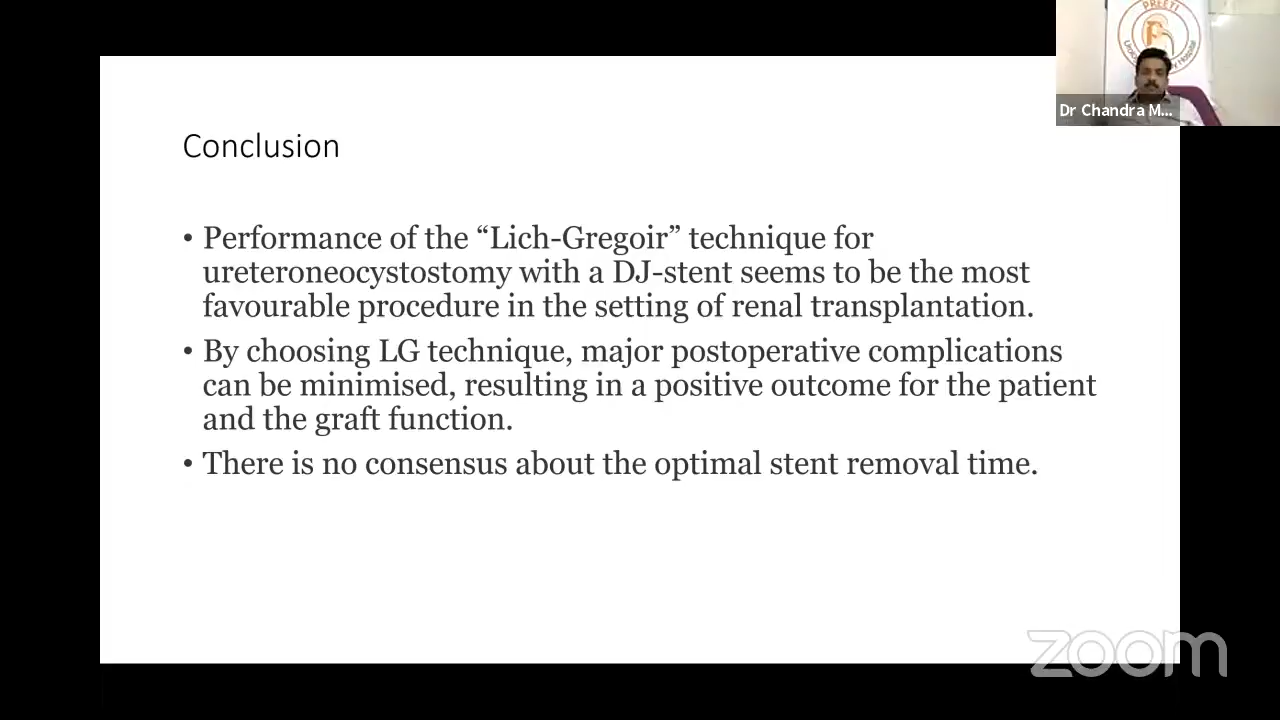 PREETI
Dr Chandra M...
Conclusion
• Performance of the “Lich-Gregoir” technique for
ureteroneocystostomy with a DJ-stent seems to be the most
favourable procedure in the setting of renal transplantation.
• By choosing LG technique, major postoperative complications
can be minimised, resulting in a positive outcome for the patient
and the graft function.
• There is no consensus about the optimal stent removal time.
zoom